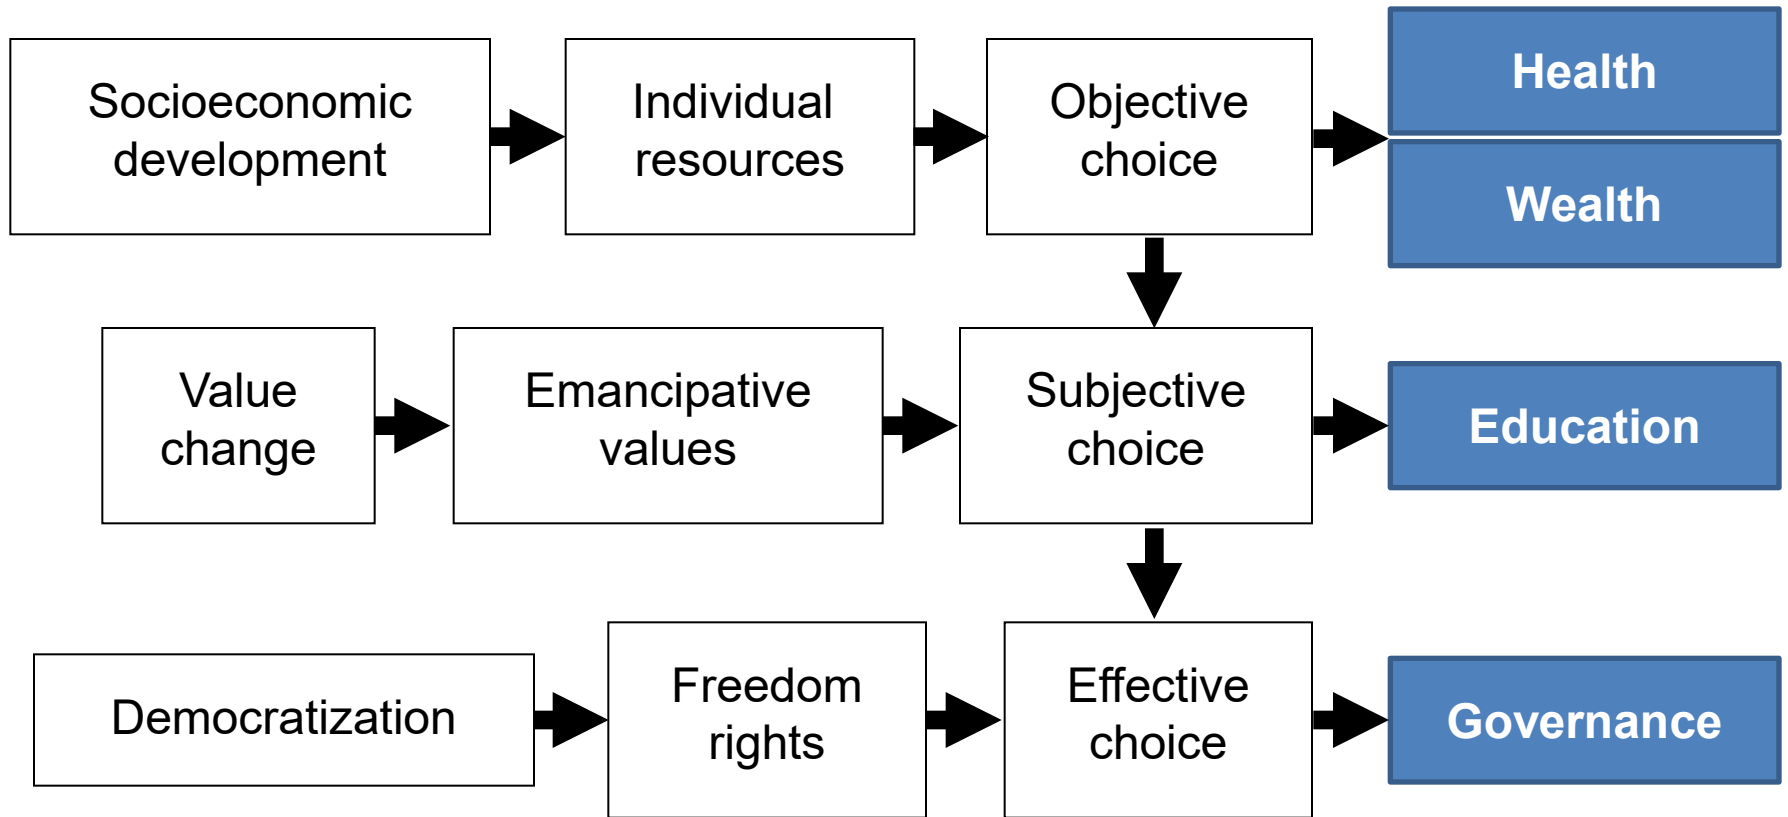 Socioeconomic
development
Individual
resources
Objective
choice
Health
Wealth
Value
change
Emancipative
values
Subjective
choice
Education
Democratization
Freedom
rights
Effective
choice
Governance